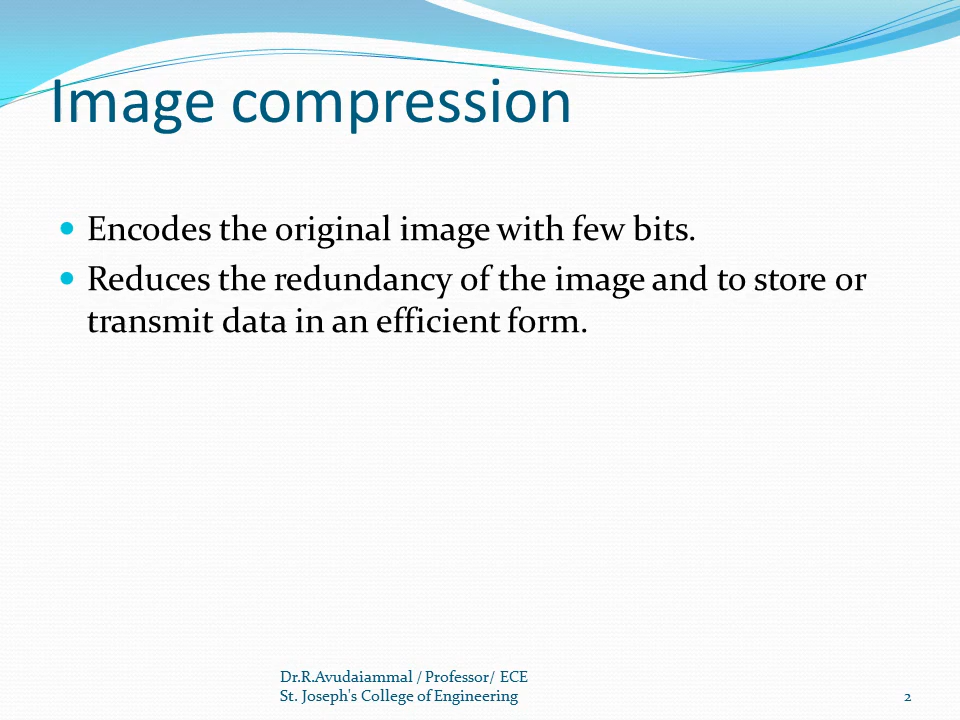 Image compression
Encodes the original image with few bits.
Reduces the redundancy of the image and to store or
transmit data in an efficient form.
Dr.R.Avudaiammal / Professor/ ECE
St. Joseph's College of Engineering
2